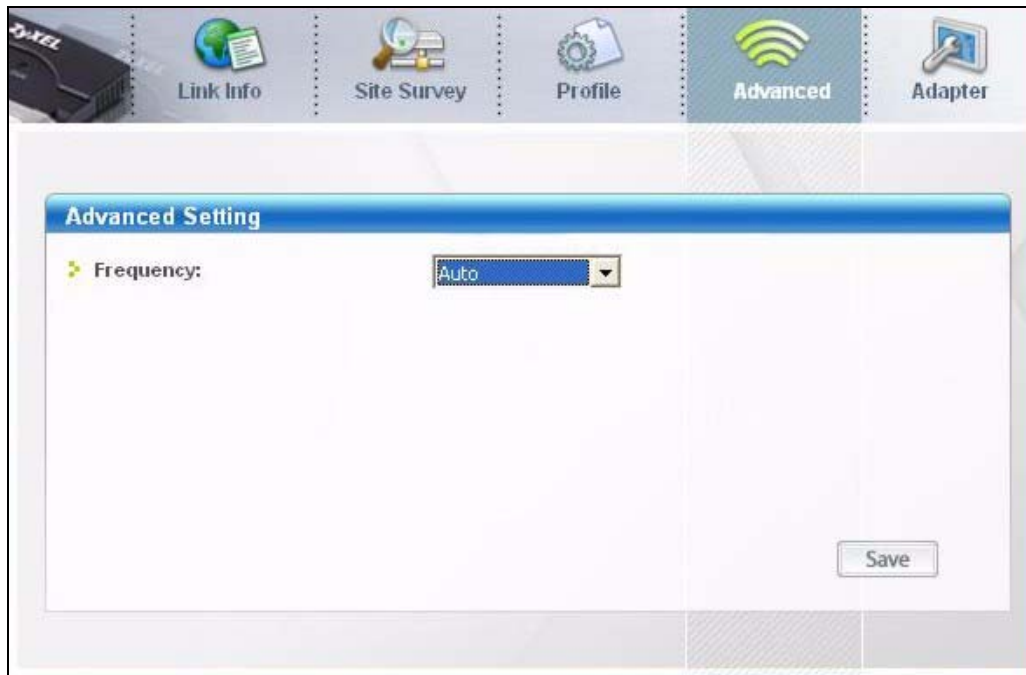 ZyXEL
Link Info
Site Survey
Profile
Advanced
Adapter
Advanced Setting
Frequency:
Auto
Save